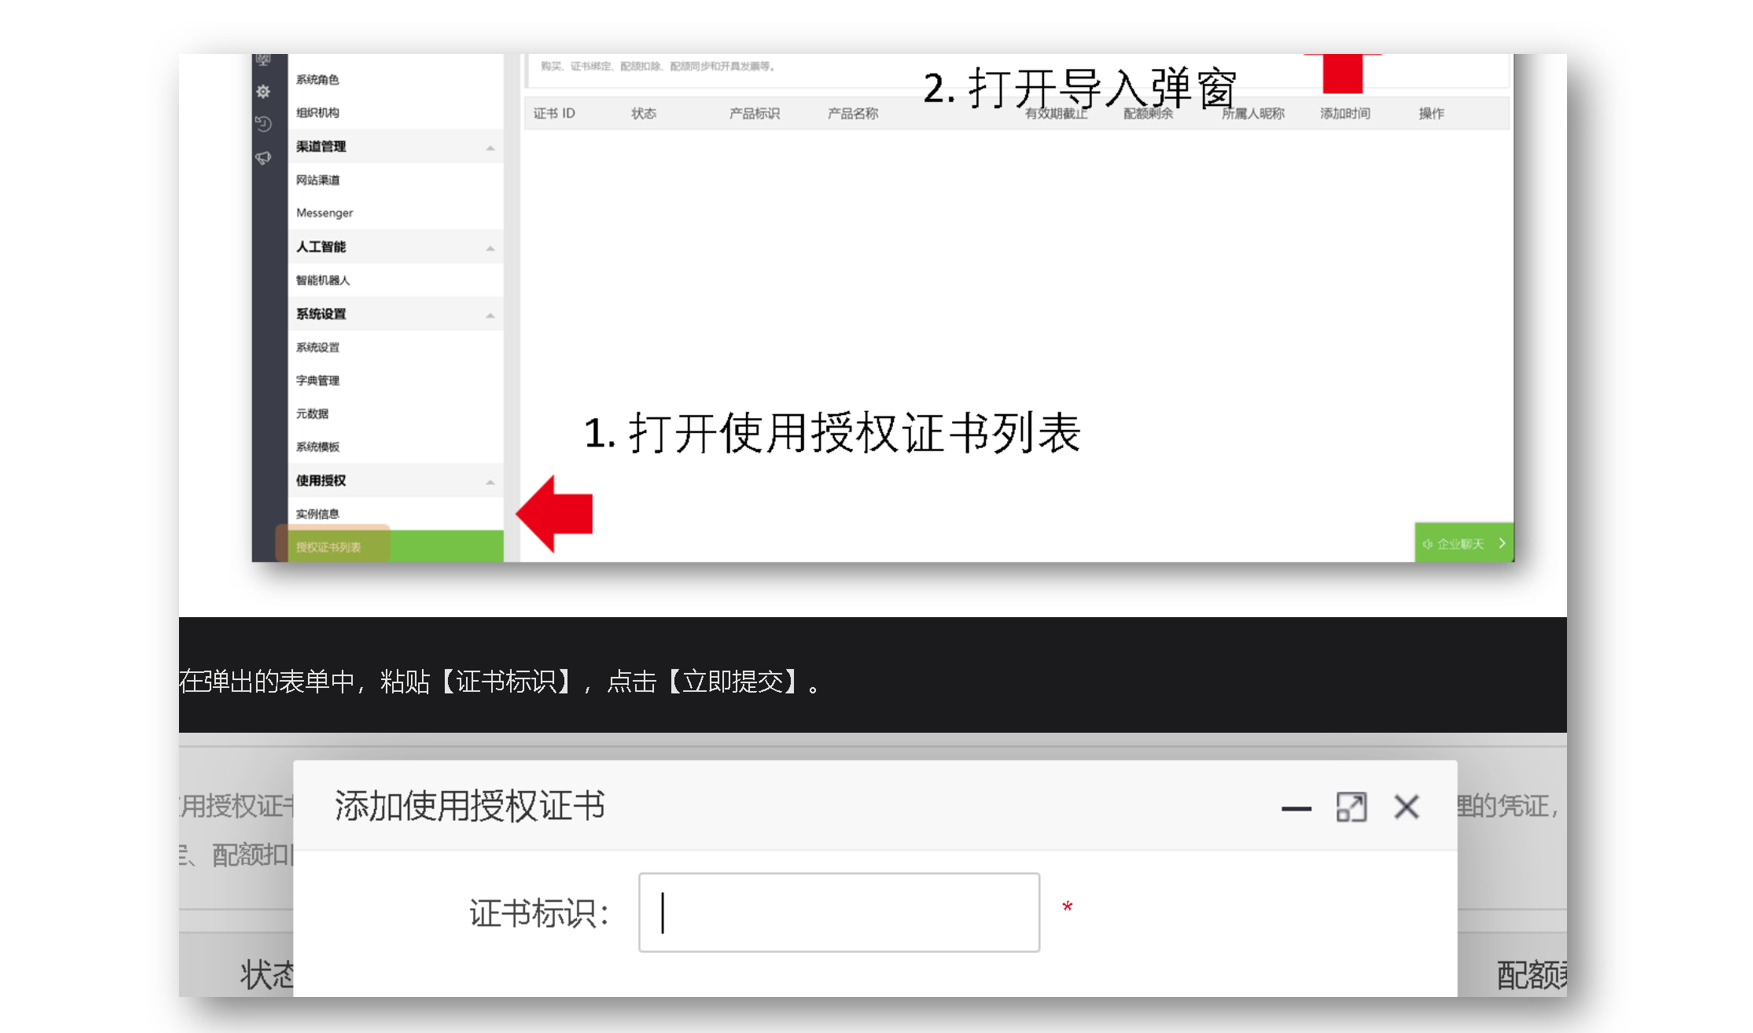 系统角色
组织机构
渠道管理
网站渠道
Messenger
人工智能
智能机器人
系统设置
系统设置
字典管理
元数据
系统模板
使用授权
实例信息
授权证书列表
购买、证书绑定、配额扣除、配额同步和开具发票等。
2. 打开导入弹窗
证书 ID 状态 产品标识 产品名称 有效期截止 配额剩余 所属人昵称 添加时间 操作
1. 打开使用授权证书列表
企业聊天
在弹出的表单中，粘贴【证书标识】，点击【立即提交】。
用授权证
理的凭证，
、配额扣
添加使用授权证书
证书标识：
*
状态
配额